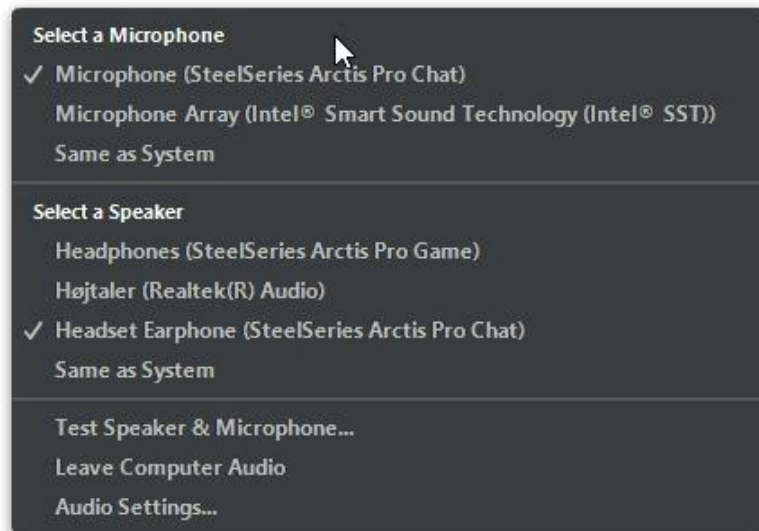 Select a Microphone
✓ Microphone (SteelSeries Arctis Pro Chat)
Microphone Array (Intel® Smart Sound Technology (Intel® SST))
Same as System
Select a Speaker
Headphones (SteelSeries Arctis Pro Game)
Højtaler (Realtek(R) Audio)
✓ Headset Earphone (SteelSeries Arctis Pro Chat)
Same as System
Test Speaker & Microphone...
Leave Computer Audio
Audio Settings...